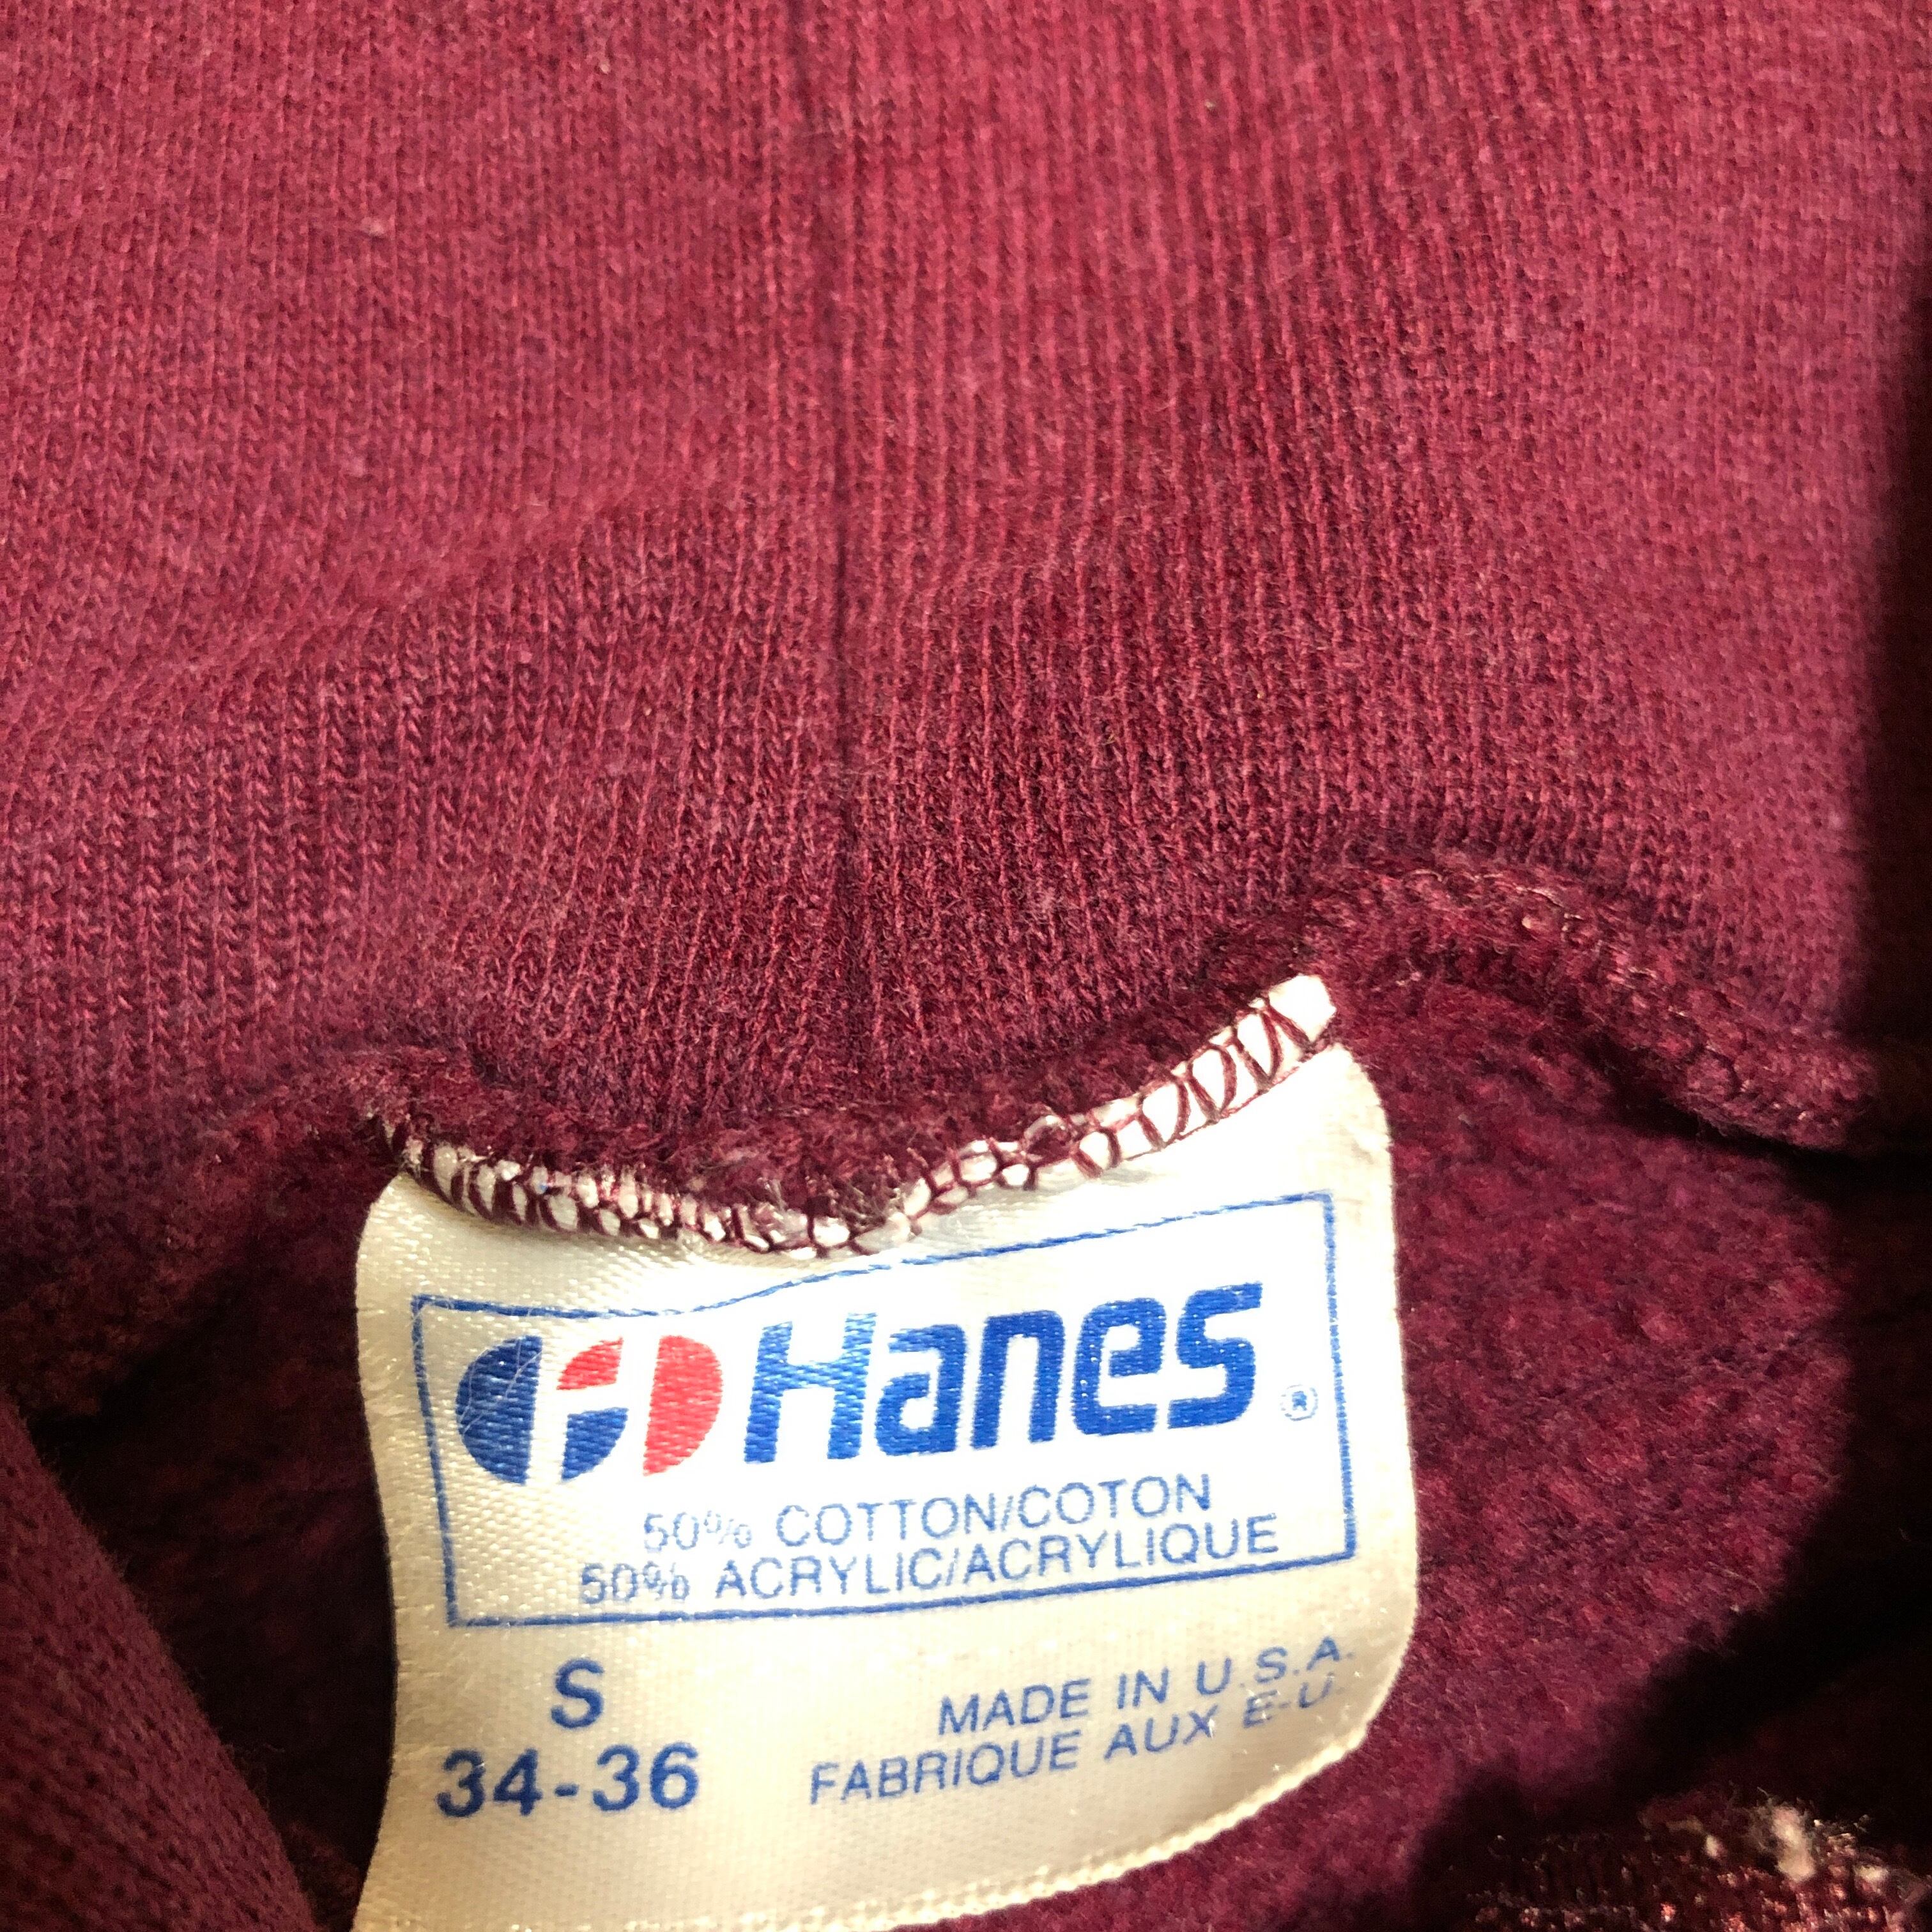 Hanes ®
50% COTTON/COTON
50% ACRYLIC/ACRYLIQUE
S
34-36
MADE IN U.S.A.
FABRIQUE AUX E-U.